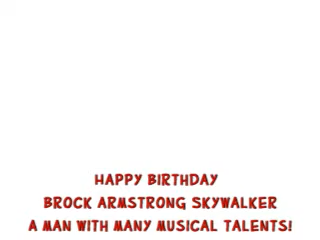 HAPPY BIRTHDAY
BROCK ARMSTRONG SKYWALKER
A MAN WITH MANY MUSICAL TALENTS!